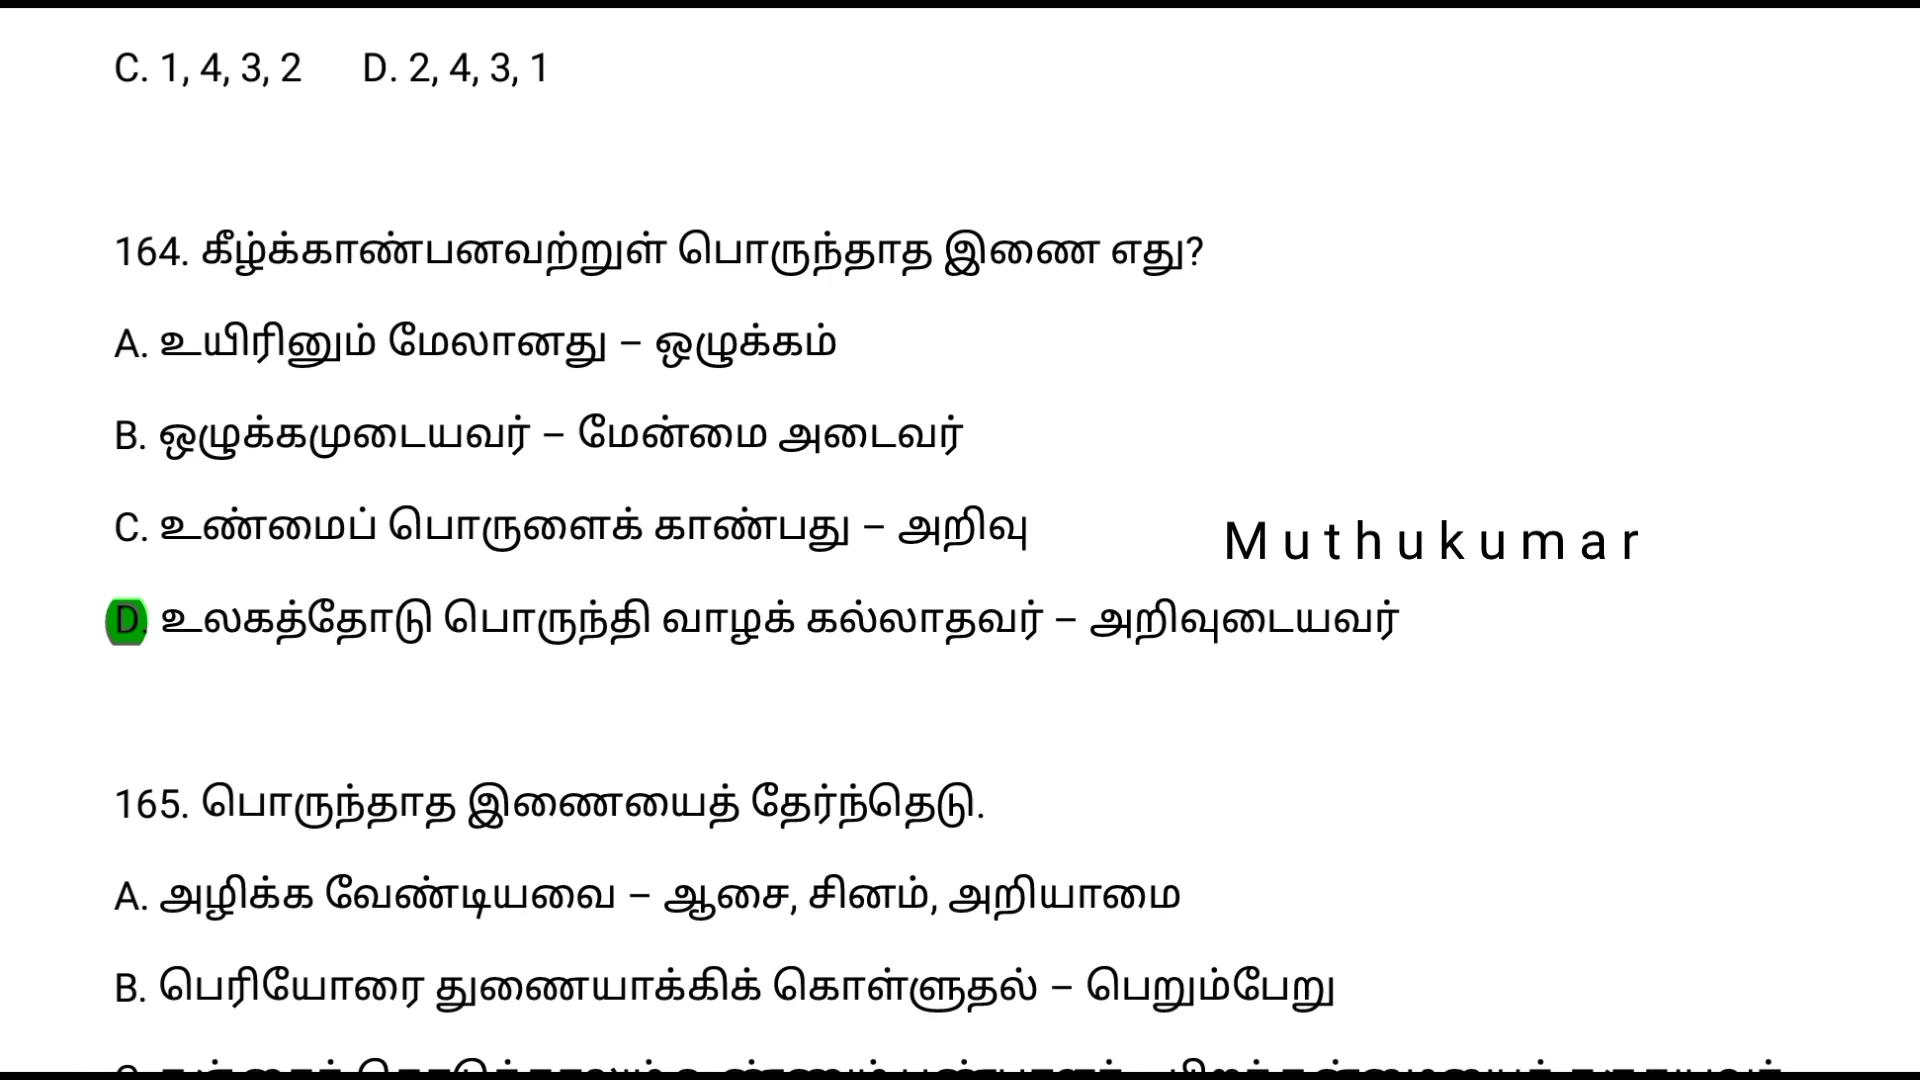 C. 1, 4, 3, 2 D. 2, 4, 3, 1
164. கீழ்க்காண்பனவற்றுள் பொருந்தாத இணை எது?
A. உயிரினும் மேலானது – ஒழுக்கம்
B. ஒழுக்கமுடையவர் – மேன்மை அடைவர்
C. உண்மைப் பொருளைக் காண்பது – அறிவு
Muthukumar
D. உலகத்தோடு பொருந்தி வாழக் கல்லாதவர் – அறிவுடையவர்
165. பொருந்தாத இணையைத் தேர்ந்தெடு.
A. அழிக்க வேண்டியவை – ஆசை, சினம், அறியாமை
B. பெரியோரை துணையாக்கிக் கொள்ளுதல் – பெறும்பேறு